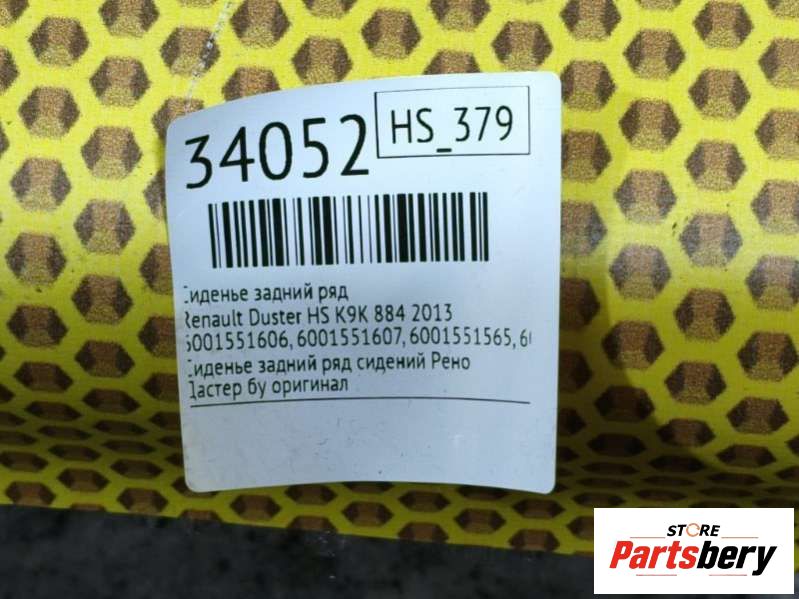 34052
HS_379
Сиденье задний ряд
Renault Duster HS K9K 884 2013
6001551606, 6001551607, 6001551565, 6
Сиденье задний ряд сидений Рено
Дастер бу оригинал
STORE
Partsbery